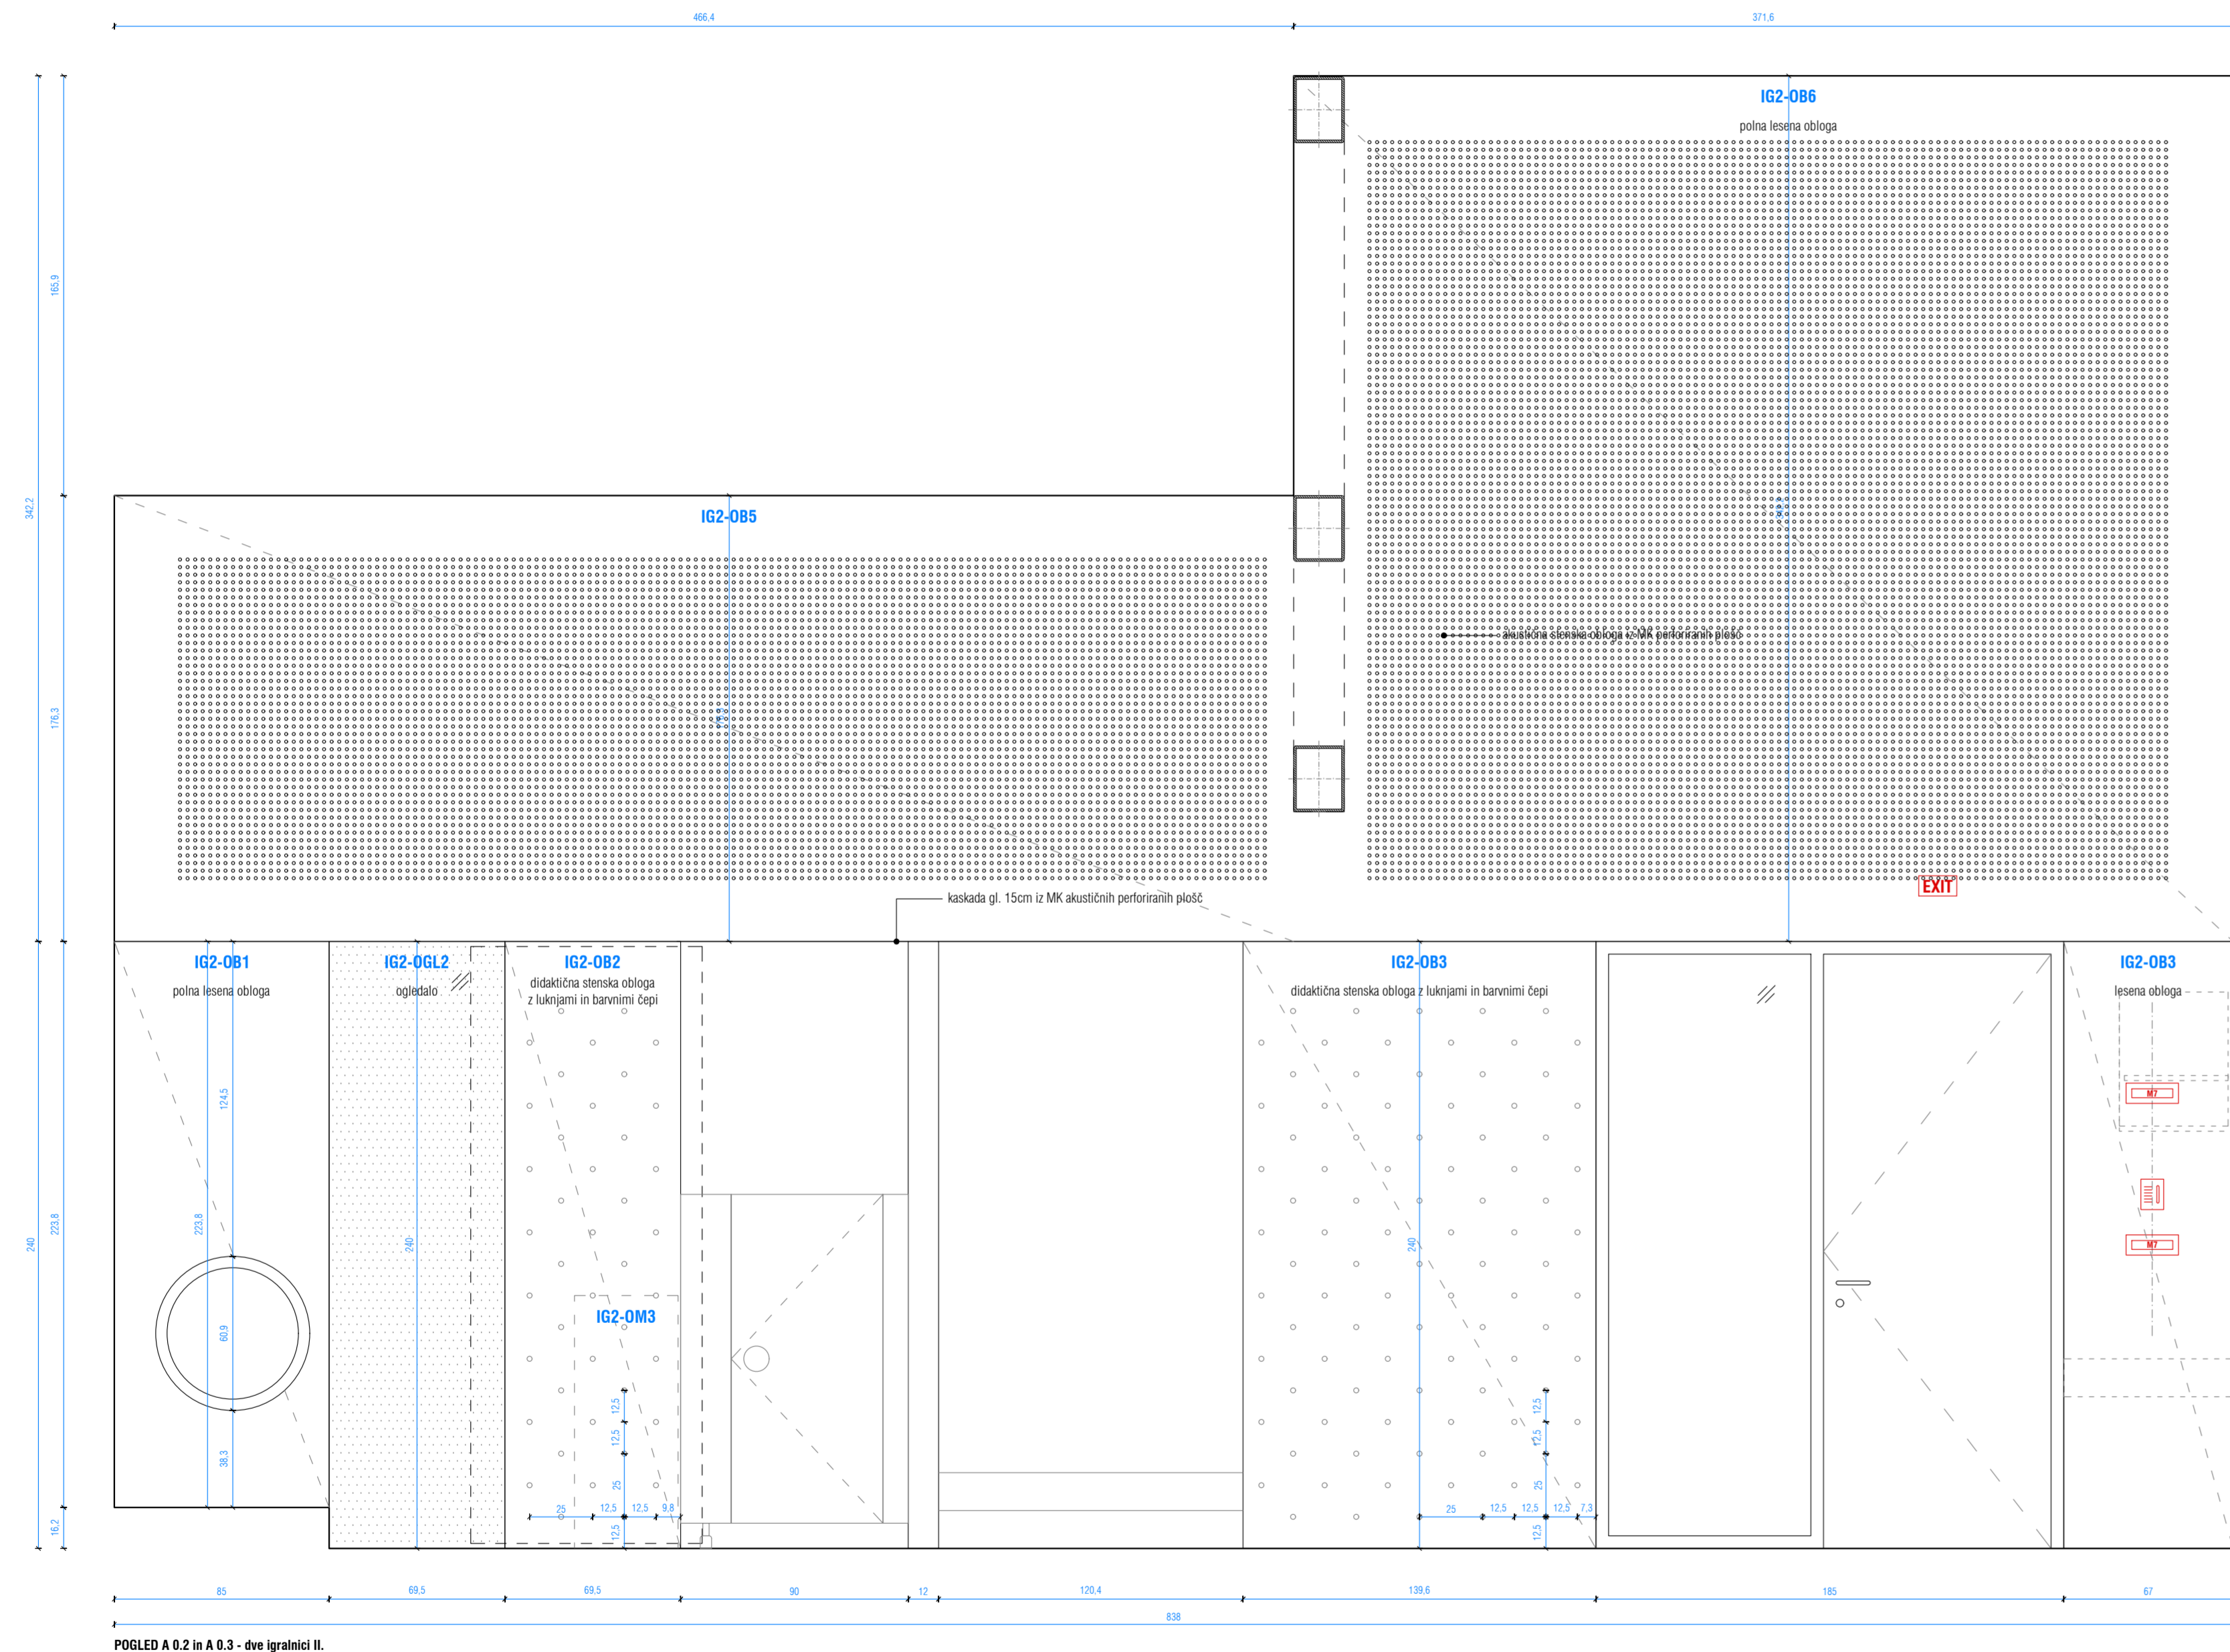 466,4
371,6
IG2-OB6
polna lesena obloga
165,9
342,2
342,2
IG2-OB5
akustična stenska obloga iz MK perforiranih plošč
176,3
176,3
EXIT
kaskada gl. 15cm iz MK akustičnih perforiranih plošč
IG2-OB1
IG2-OGL2
IG2-OB2
IG2-OB3
IG2-OB3
polna lesena obloga
ogledalo
didaktična stenska obloga
z luknjami in barvnimi čepi
didaktična stenska obloga z luknjami in barvnimi čepi
lesena obloga
124,5
M7
223,8
223,8
240
240
240
M7
IG2-OM3
60,9
12,5
12,5
12,5
12,5
38,3
25
25
25
12,5
12,5
9,8
25
12,5
12,5
12,5
7,3
16,2
12,5
12,5
85
69,5
69,5
90
12
120,4
139,6
185
67
838
POGLED A 0.2 in A 0.3 - dve igralnici II.